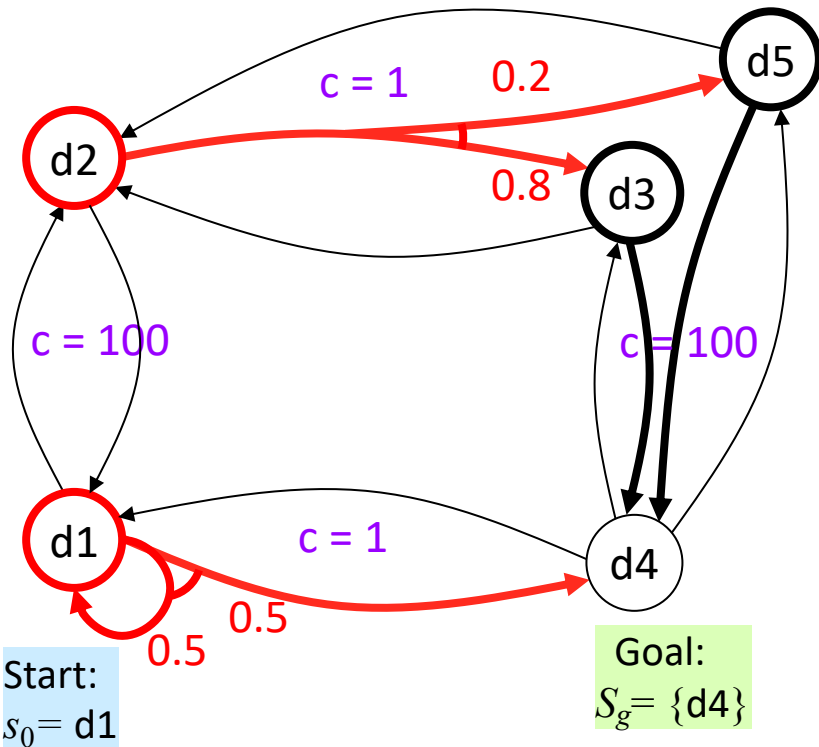 d5
c = 1
0.2
d2
0.8
d3
c = 100
c = 100
d1
c = 1
d4
0.5
0.5
Start:
s₀= d1
Goal:
S_g= {d4}